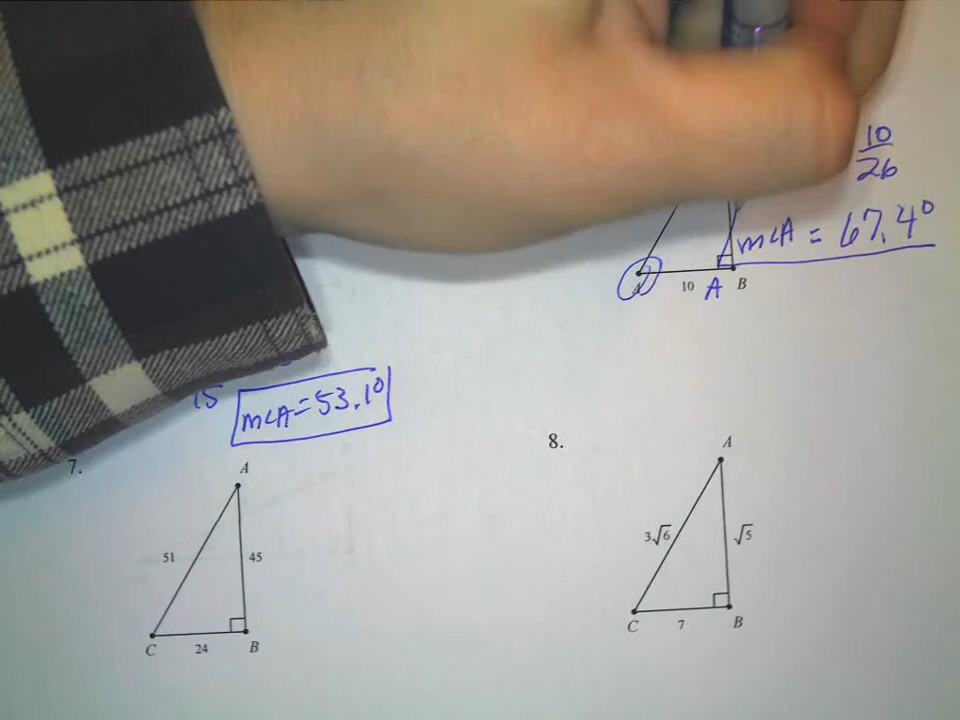 10
26
m∠A = 67.4°
10 A B
15
m∠A = 53.1°
7.
A
51
45
C
24
B
8.
A
3√6
√5
C
7
B